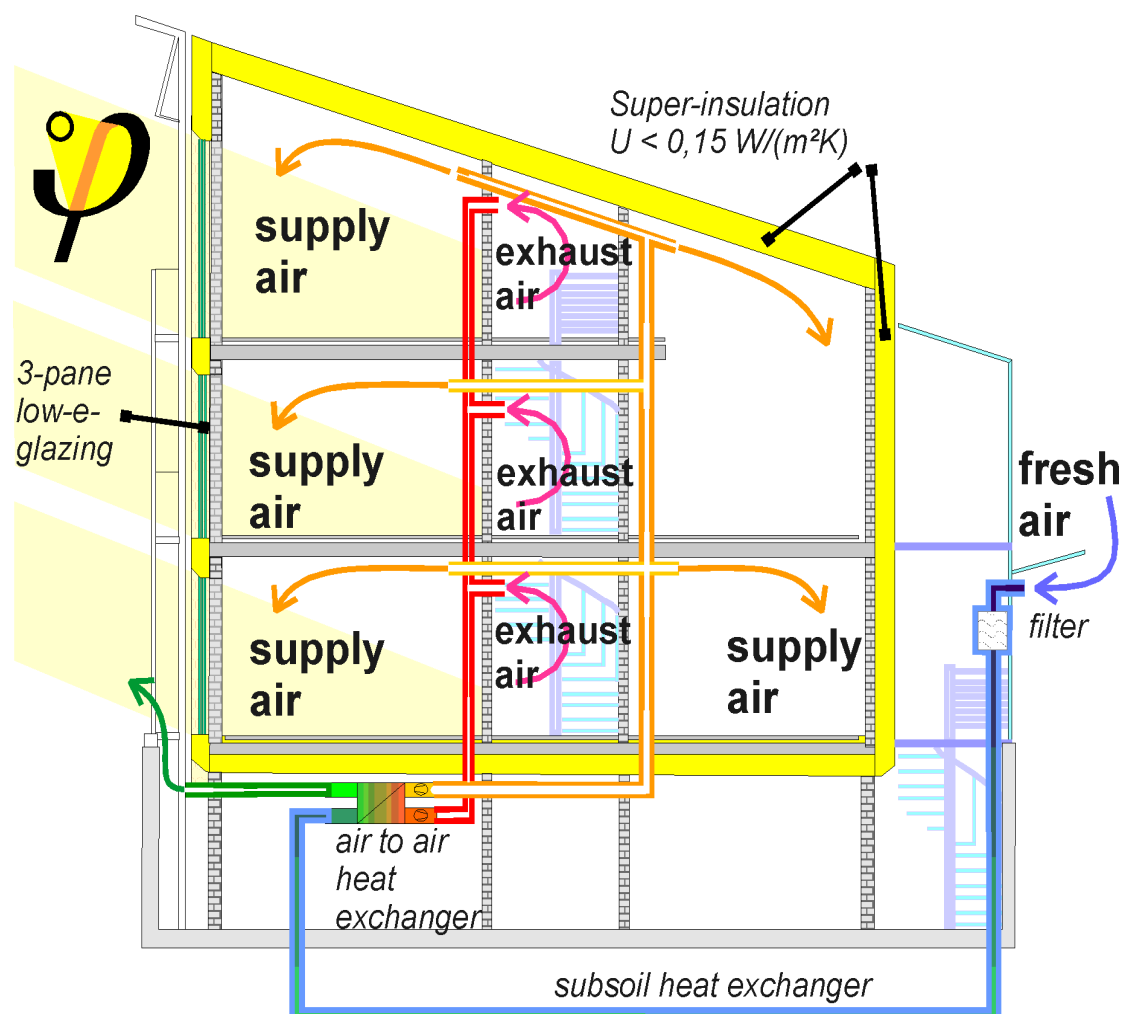 Super-insulation
U < 0,15 W/(m²K)
supply
air
exhaust
air
3-pane
low-e-
glazing
supply
air
exhaust
air
fresh
air
filter
supply
air
exhaust
air
supply
air
air to air
heat
exchanger
subsoil heat exchanger